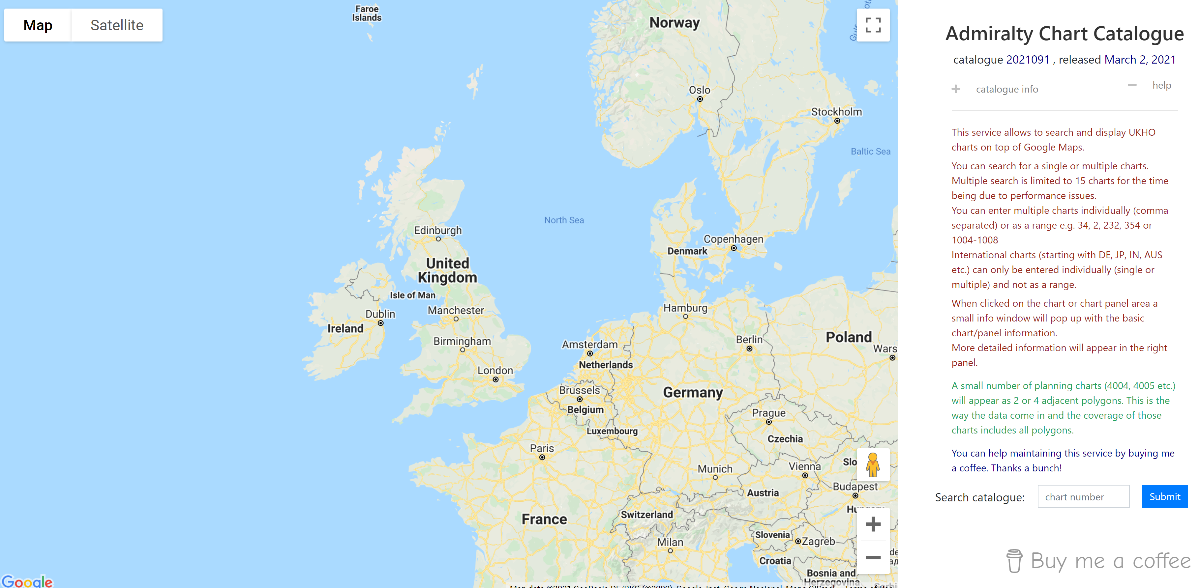 Map
Satellite
Faroe
Islands
Norway
Oslo
Stockholm
Baltic Sea
North Sea
Edinburgh
Copenhagen
Denmark
United
Kingdom
Isle of Man
Dublin
Manchester
Hamburg
Ireland
Birmingham
Berlin
Poland
Amsterdam
Wars
Netherlands
London
Brussels
Germany
Belgium
Prague
Luxembourg
Czechia
Paris
Munich
Vienna
Slo
Budapest
Austria
Hu
France
Switzerland
Slovenia
Zagreb
Milan
Croatia
Bosnia and
Herzegovina
Google
Admiralty Chart Catalogue
catalogue 2021091 , released March 2, 2021
+ catalogue info
− help
This service allows to search and display UKHO
charts on top of Google Maps.
You can search for a single or multiple charts.
Multiple search is limited to 15 charts for the time
being due to performance issues.
You can enter multiple charts individually (comma
separated) or as a range e.g. 34, 2, 232, 354 or
1004-1008
International charts (starting with DE, JP, IN, AUS
etc.) can only be entered individually (single or
multiple) and not as a range.
When clicked on the chart or chart panel area a
small info window will pop up with the basic
chart/panel information.
More detailed information will appear in the right
panel.
A small number of planning charts (4004, 4005 etc.)
will appear as 2 or 4 adjacent polygons. This is the
way the data come in and the coverage of those
charts includes all polygons.
You can help maintaining this service by buying me
a coffee. Thanks a bunch!
Search catalogue: chart number Submit
Buy me a coffee